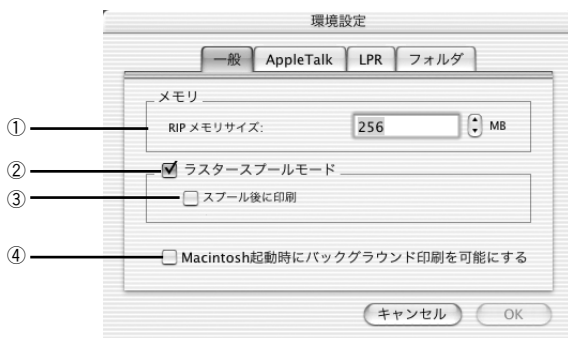 環境設定
一般 AppleTalk LPR フォルダ
メモリ
① RIP メモリサイズ: 256 MB
② ラスタースプールモード
③ スプール後に印刷
④ Macintosh起動時にバックグラウンド印刷を可能にする
キャンセル OK